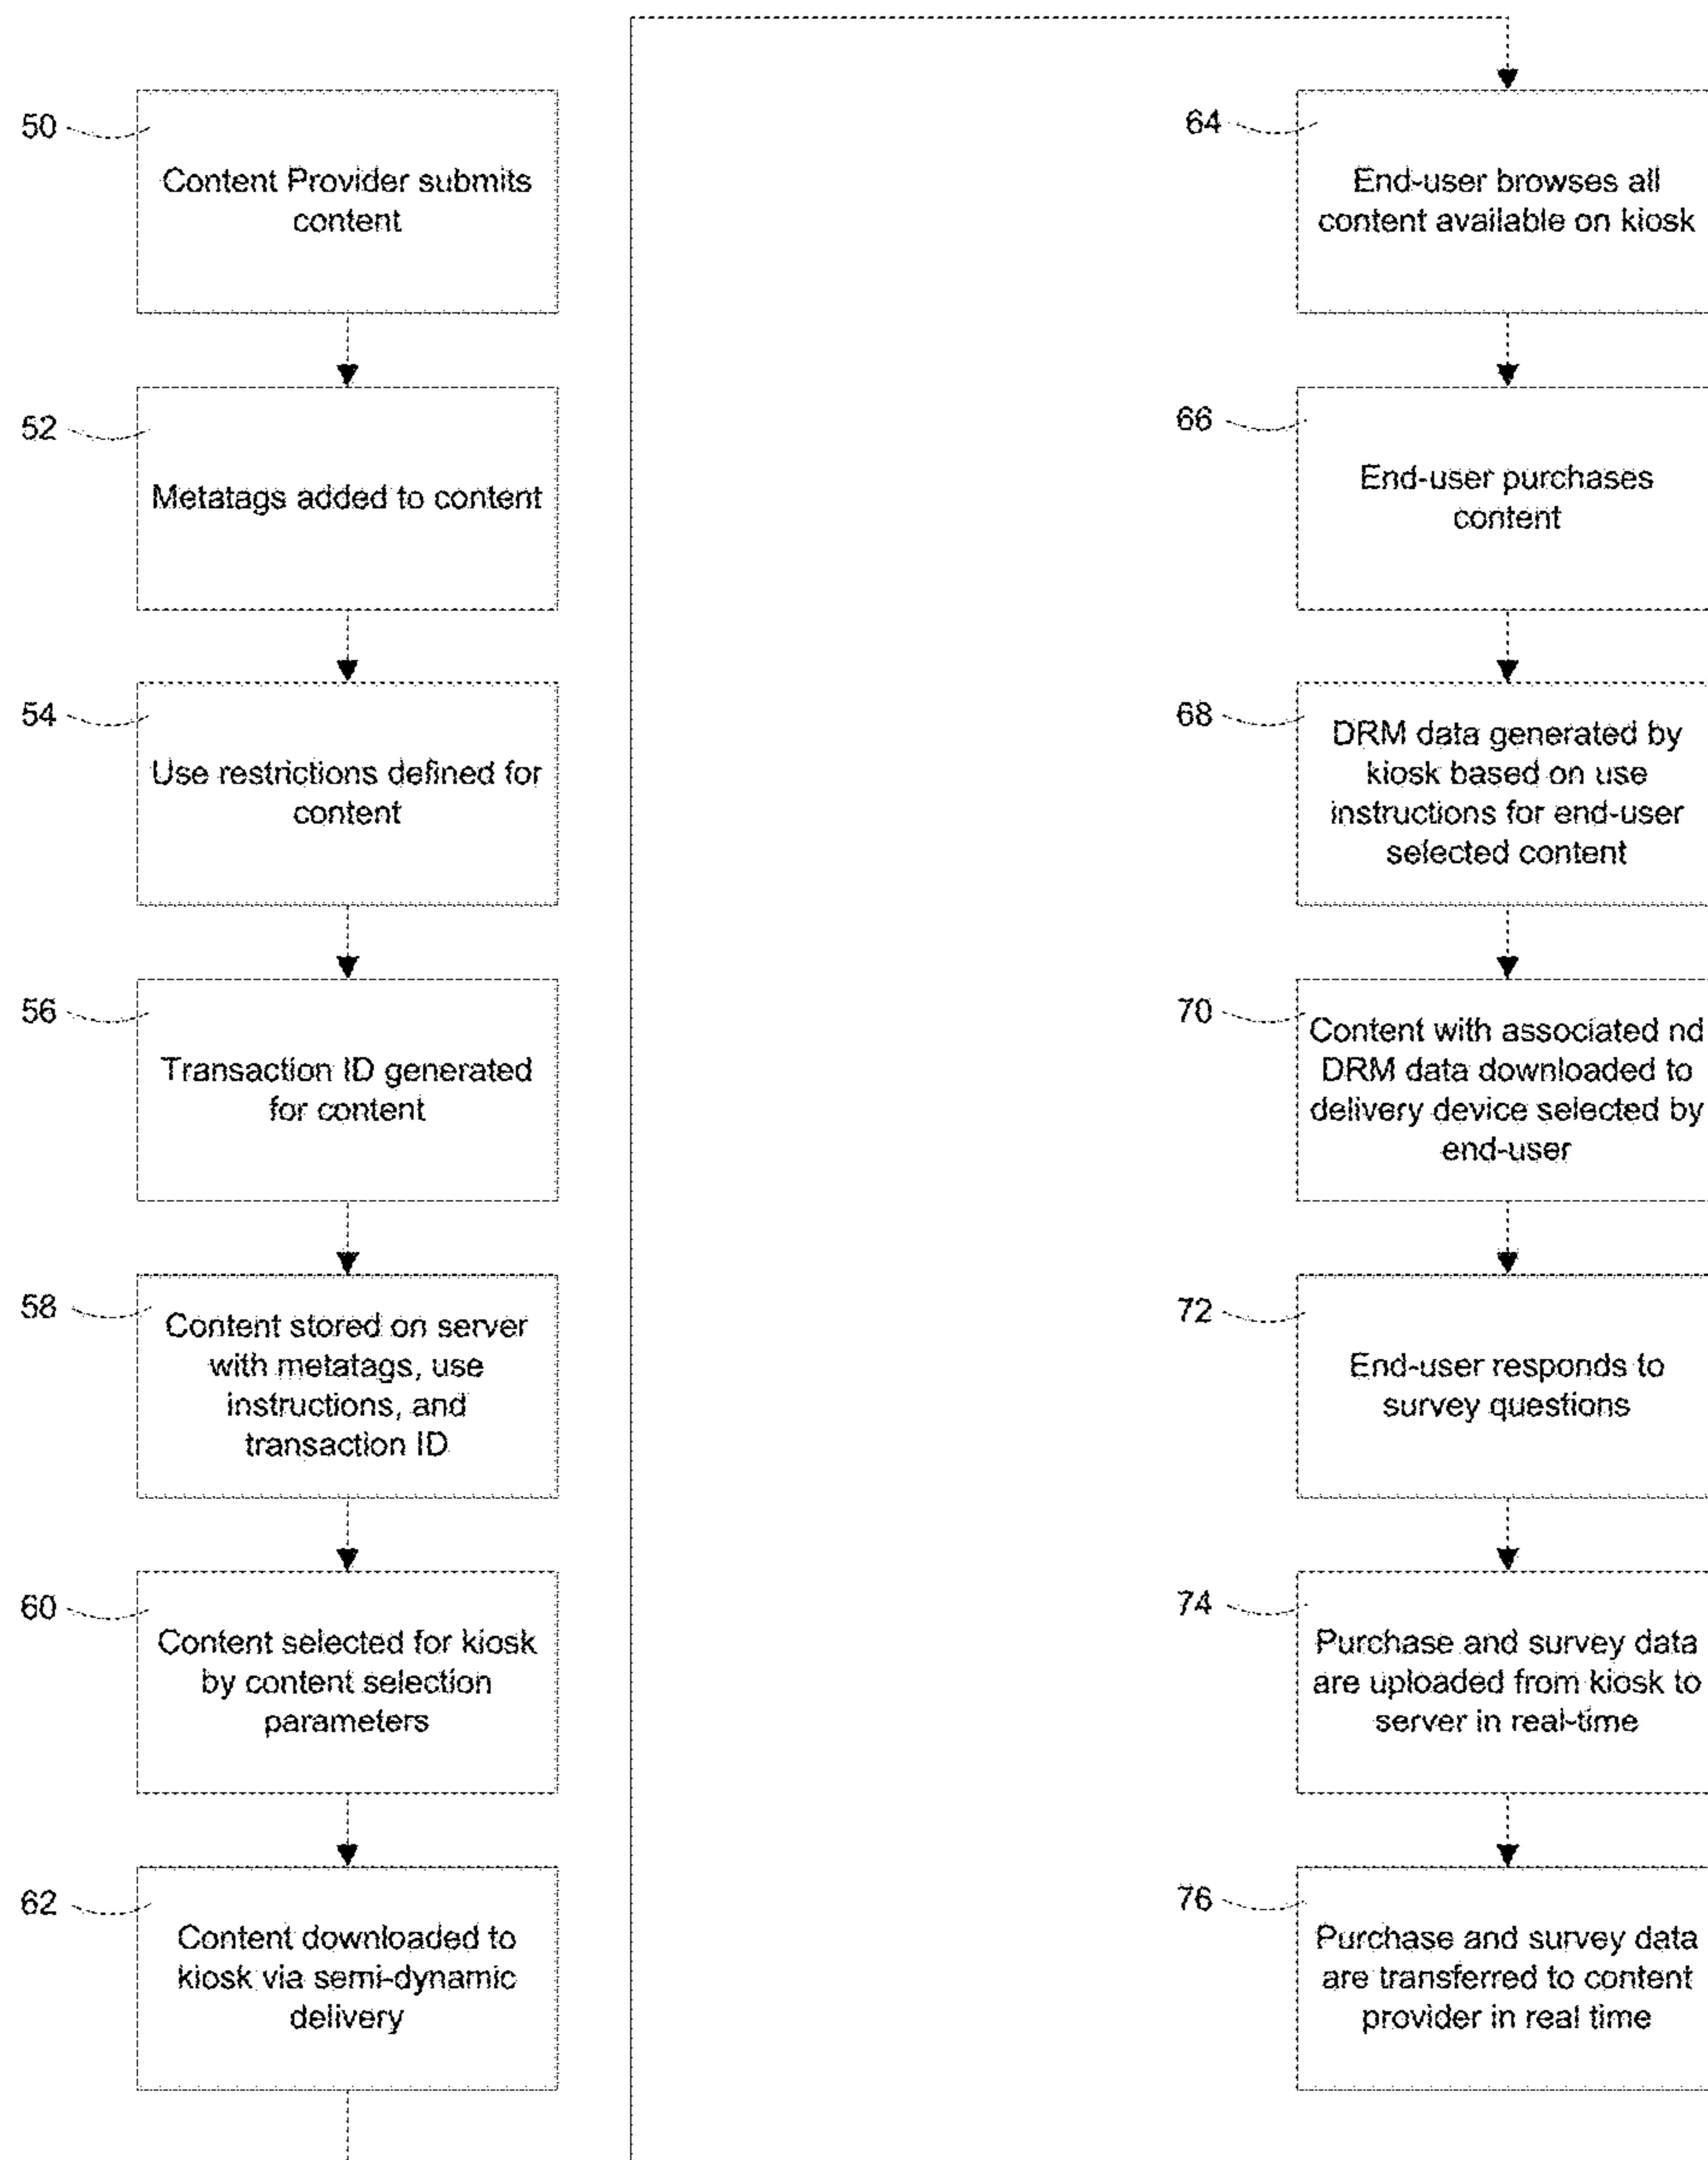 50
Content Provider submits
content
52
Metatags added to content
54
Use restrictions defined for
content
56
Transaction ID generated
for content
58
Content stored on server
with metatags, use
instructions, and
transaction ID
60
Content selected for kiosk
by content selection
parameters
62
Content downloaded to
kiosk via semi-dynamic
delivery
64
End-user browses all
content available on kiosk
66
End-user purchases
content
68
DRM data generated by
kiosk based on use
instructions for end-user
selected content
70
Content with associated nd
DRM data downloaded to
delivery device selected by
end-user
72
End-user responds to
survey questions
74
Purchase and survey data
are uploaded from kiosk to
server in real-time
76
Purchase and survey data
are transferred to content
provider in real time